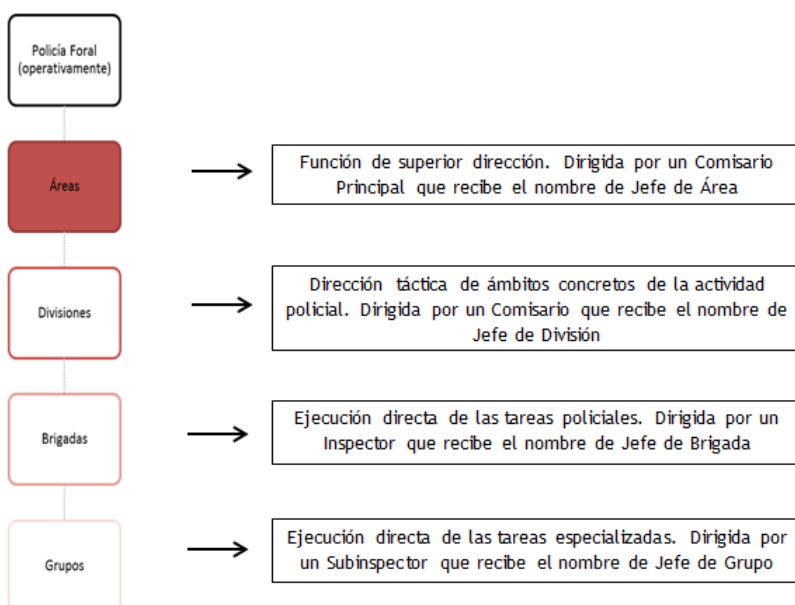 Policía Foral
(operativamente)
Áreas
Función de superior dirección. Dirigida por un Comisario
Principal que recibe el nombre de Jefe de Área
Divisiones
Dirección táctica de ámbitos concretos de la actividad
policial. Dirigida por un Comisario que recibe el nombre de
Jefe de División
Brigadas
Ejecución directa de las tareas policiales. Dirigida por un
Inspector que recibe el nombre de Jefe de Brigada
Grupos
Ejecución directa de las tareas especializadas. Dirigida por
un Subinspector que recibe el nombre de Jefe de Grupo